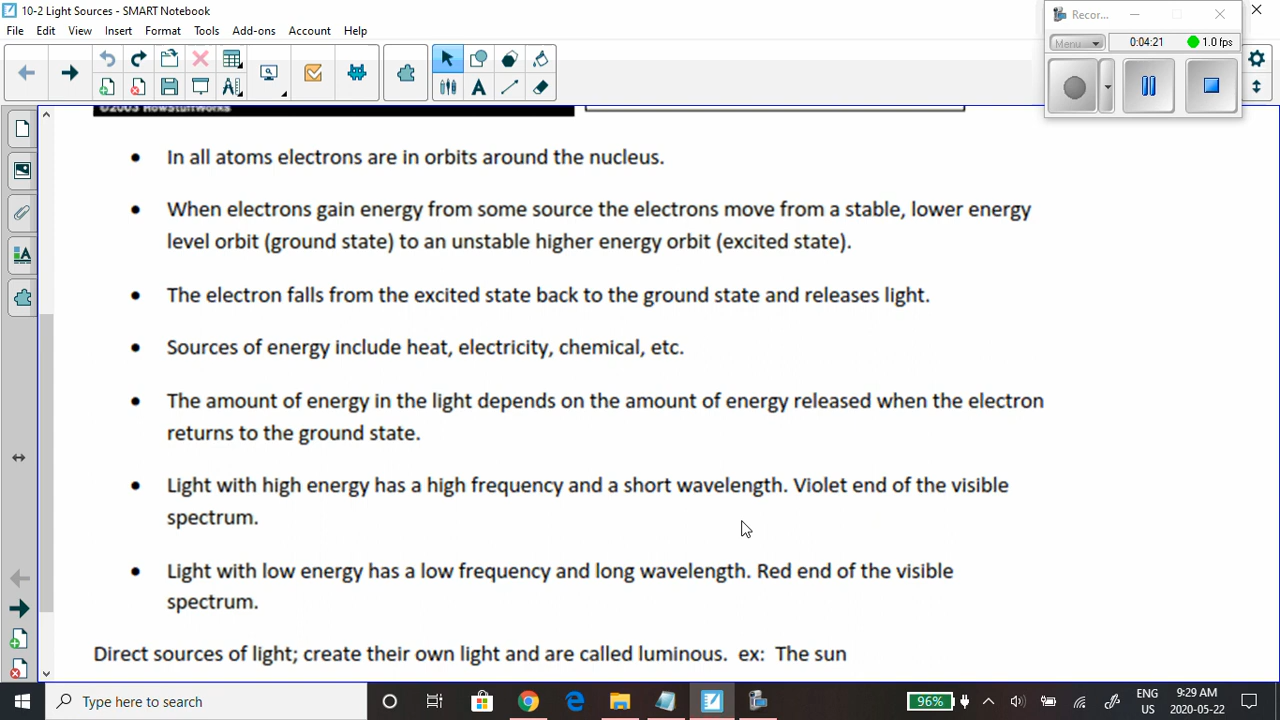 10-2 Light Sources - SMART Notebook
Recor...
File Edit View Insert Format Tools Add-ons Account Help
Menu
0:04:21
1.0 fps
©2003 HowStuffWorks
• In all atoms electrons are in orbits around the nucleus.
• When electrons gain energy from some source the electrons move from a stable, lower energy
level orbit (ground state) to an unstable higher energy orbit (excited state).
• The electron falls from the excited state back to the ground state and releases light.
• Sources of energy include heat, electricity, chemical, etc.
• The amount of energy in the light depends on the amount of energy released when the electron
returns to the ground state.
• Light with high energy has a high frequency and a short wavelength. Violet end of the visible
spectrum.
• Light with low energy has a low frequency and long wavelength. Red end of the visible
spectrum.
Direct sources of light; create their own light and are called luminous. ex: The sun
Type here to search
96%
ENG
US
9:29 AM
2020-05-22